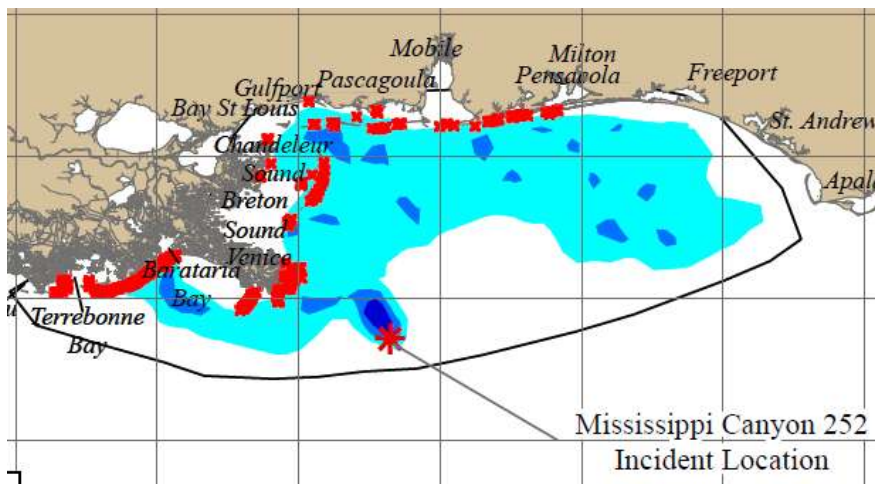 Mobile
Milton
Gulfport
Pascagoula
Pensacola
Freeport
Bay St Louis
St. Andrew
Chandeleur
Sound
Breton
Sound
Venice
Barataria
Bay
Terrebonne
Bay
Apala
Mississippi Canyon 252
Incident Location